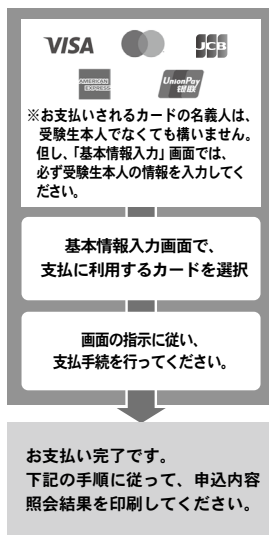 VISA
JCB
AMERICAN
EXPRESS
UnionPay
银联
※お支払いされるカードの名義人は、
受験生本人でなくても構いません。
但し、「基本情報入力」画面では、
必ず受験生本人の情報を入力してく
ださい。
基本情報入力画面で、
支払に利用するカードを選択
画面の指示に従い、
支払手続を行ってください。
お支払い完了です。
下記の手順に従って、申込内容
照会結果を印刷してください。